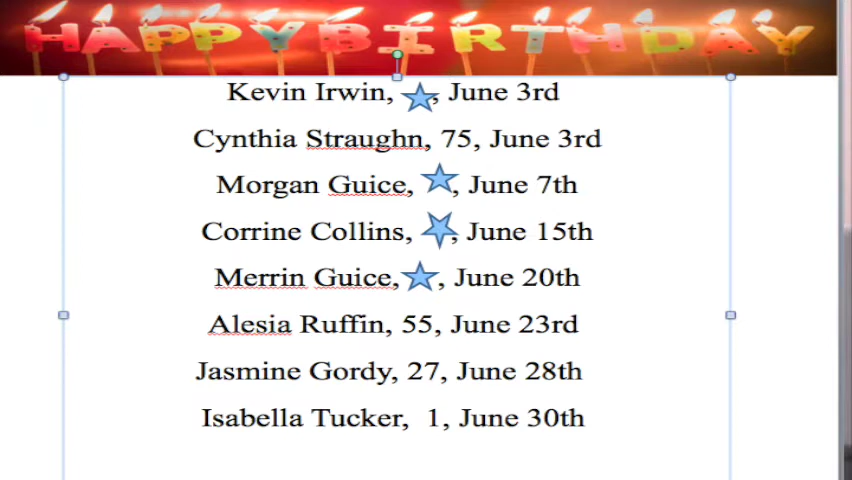 HAPPY BIRTHDAY
Kevin Irwin, , June 3rd
Cynthia Straughn, 75, June 3rd
Morgan Guice, , June 7th
Corrine Collins, , June 15th
Merrin Guice, , June 20th
Alesia Ruffin, 55, June 23rd
Jasmine Gordy, 27, June 28th
Isabella Tucker, 1, June 30th